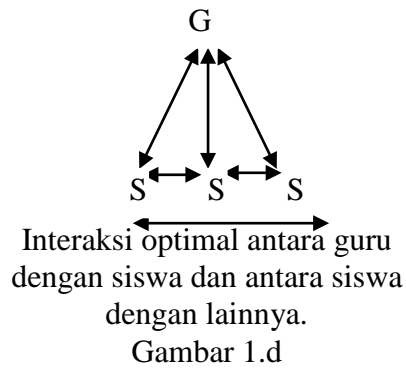 G
S S S
Interaksi optimal antara guru
dengan siswa dan antara siswa
dengan lainnya.
Gambar 1.d